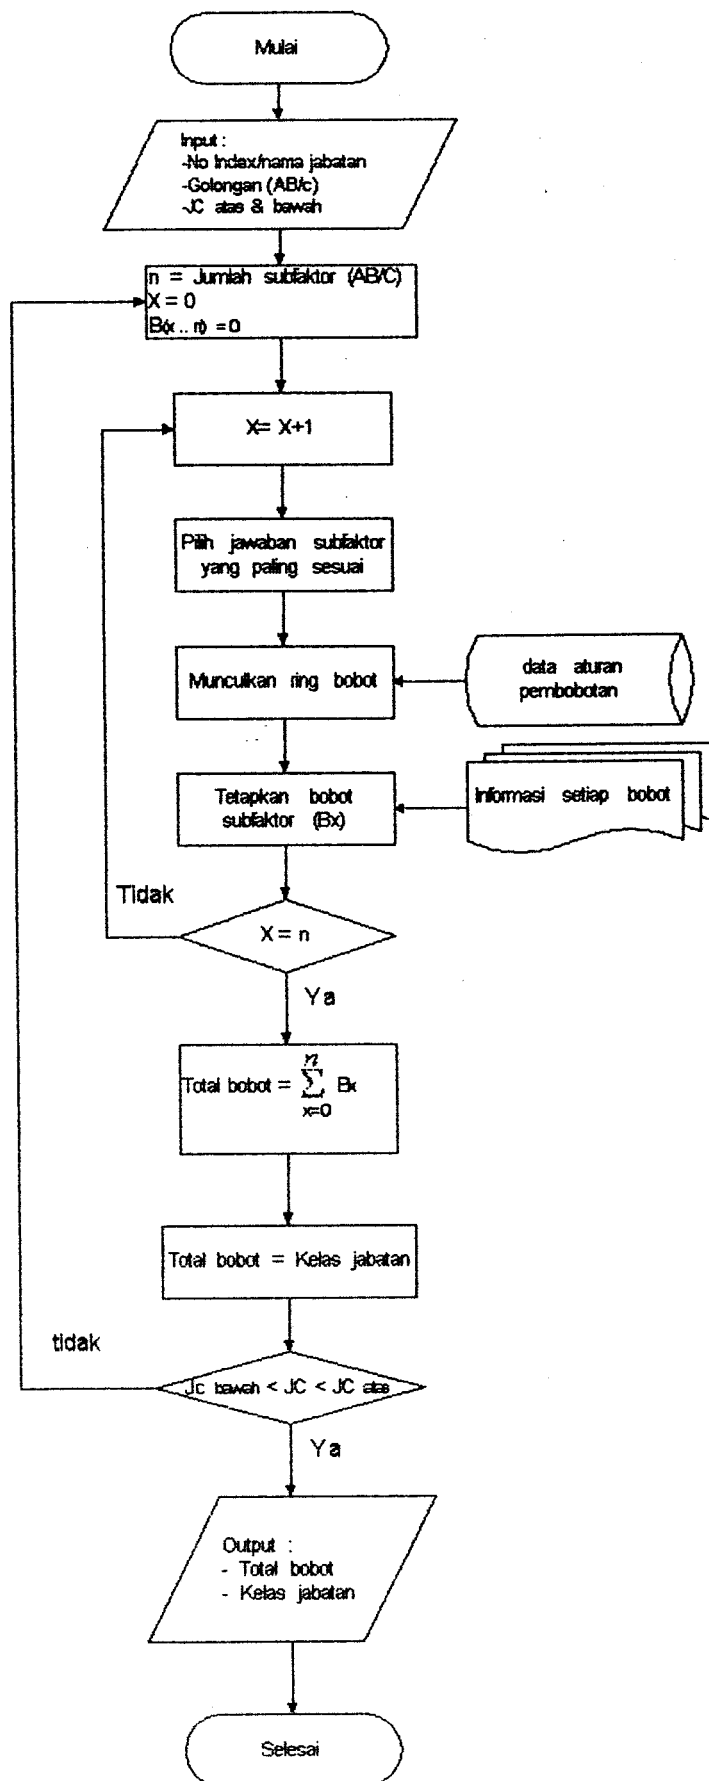 Mulai
Input :
-No Index/nama jabatan
-Golongan (AB/c)
-JC atas & bawah
n = Jumlah subfaktor (AB/C)
X = 0
B(x .. n) = 0
X= X+1
Pilih jawaban subfaktor
yang paling sesuai
Munculkan ring bobot
data aturan
pembobotan
Tetapkan bobot
subfaktor (Bx)
Informasi setiap bobot
Tidak
X = n
Ya
n
Total bobot = ∑ Bx
x=0
Total bobot = Kelas jabatan
tidak
Jc bawah < JC < JC atas
Ya
Output :
- Total bobot
- Kelas jabatan
Selesai